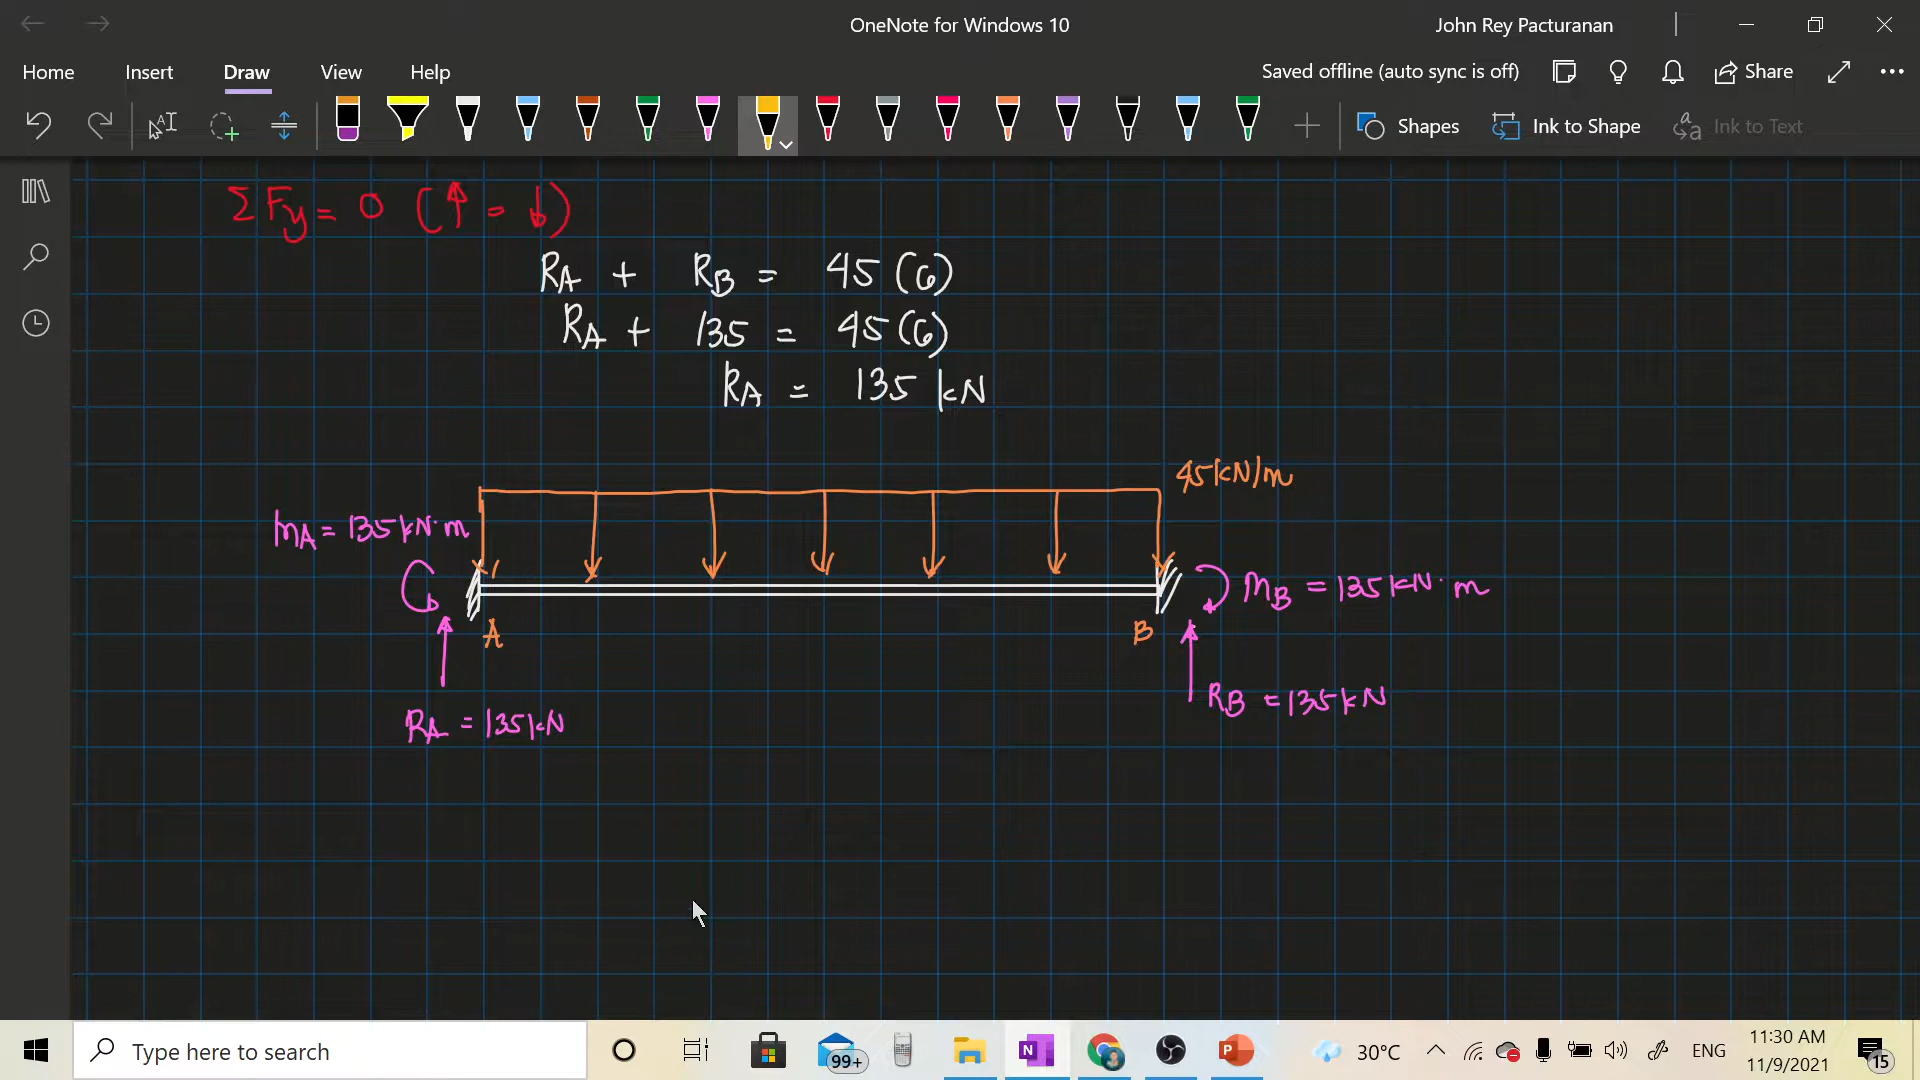 OneNote for Windows 10
John Rey Pacturanan
Home Insert Draw View Help
Saved offline (auto sync is off) Share
Shapes Ink to Shape Ink to Text
ΣFy = 0 (↑ = ↓)
RA + RB = 45 (6)
RA + 135 = 45 (6)
RA = 135 kN
45 kN/m
MA = 135 kN·m
MB = 135 kN·m
A
B
RA = 135 kN
RB = 135 kN
Type here to search
99+
30°C
ENG
11:30 AM
11/9/2021
15